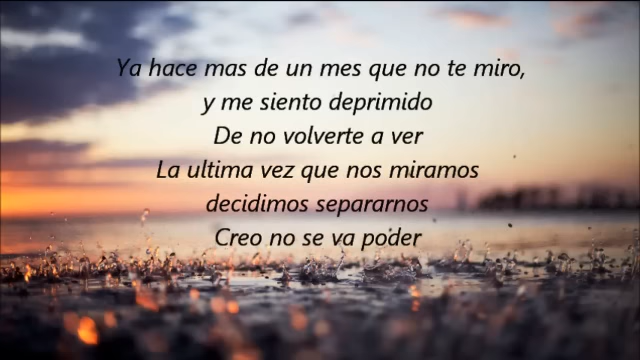 Ya hace mas de un mes que no te miro,
y me siento deprimido
De no volverte a ver
La ultima vez que nos miramos
decidimos separarnos
Creo no se va poder